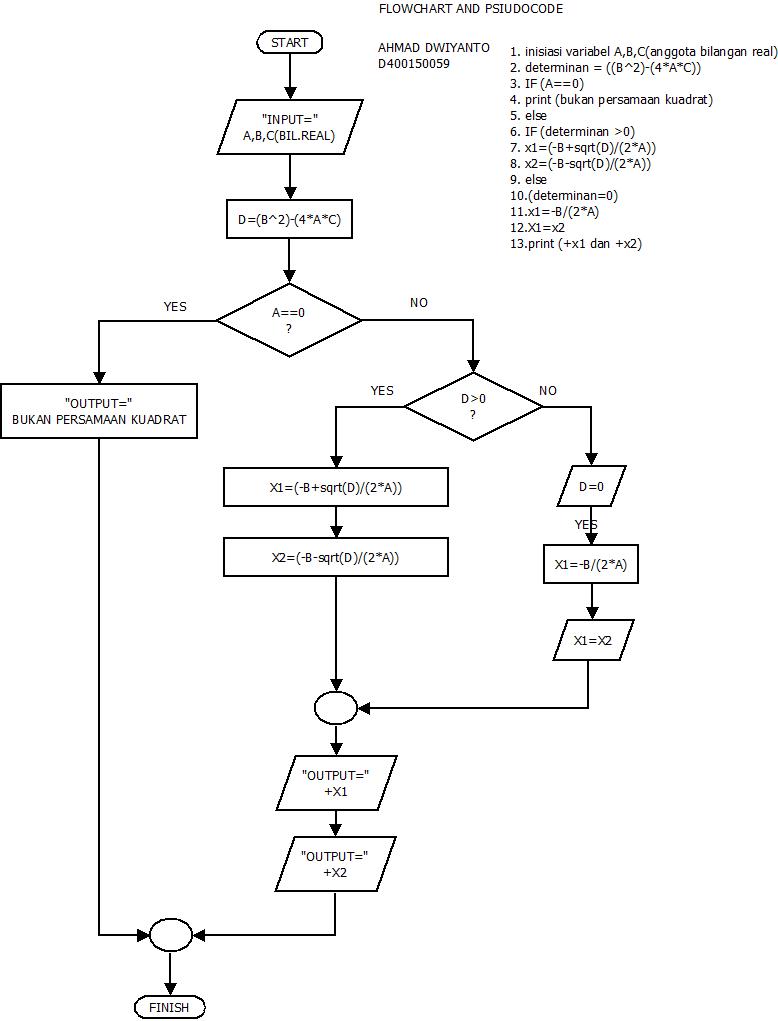 FLOWCHART AND PSIUDOCODE
AHMAD DWIYANTO
D400150059
1. inisiasi variabel A,B,C(anggota bilangan real)
2. determinan = ((B^2)-(4*A*C))
3. IF (A==0)
4. print (bukan persamaan kuadrat)
5. else
6. IF (determinan >0)
7. x1=(-B+sqrt(D)/(2*A))
8. x2=(-B-sqrt(D)/(2*A))
9. else
10.(determinan=0)
11.x1=-B/(2*A)
12.X1=x2
13.print (+x1 dan +x2)
START
"INPUT="
A,B,C(BIL.REAL)
D=(B^2)-(4*A*C)
A==0
?
YES
NO
"OUTPUT="
BUKAN PERSAMAAN KUADRAT
D>0
?
YES
NO
X1=(-B+sqrt(D)/(2*A))
X2=(-B-sqrt(D)/(2*A))
D=0
YES
X1=-B/(2*A)
X1=X2
"OUTPUT="
+X1
"OUTPUT="
+X2
FINISH